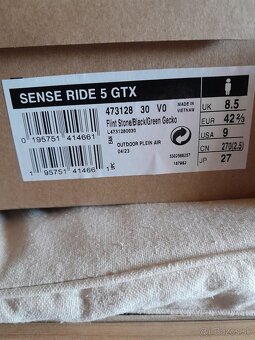 SENSE RIDE 5 GTX
473128 30 V0
MADE IN
VIETNAM
Flint Stone/Black/Green Gecko
L47312800030
0 195751 414661
EAN
OUTDOOR PLEIN AIR
04/23
1 95751 41466 1
UPC
UK 8.5
EUR 42⅔
USA 9
CN 270(2.5)
JP 27